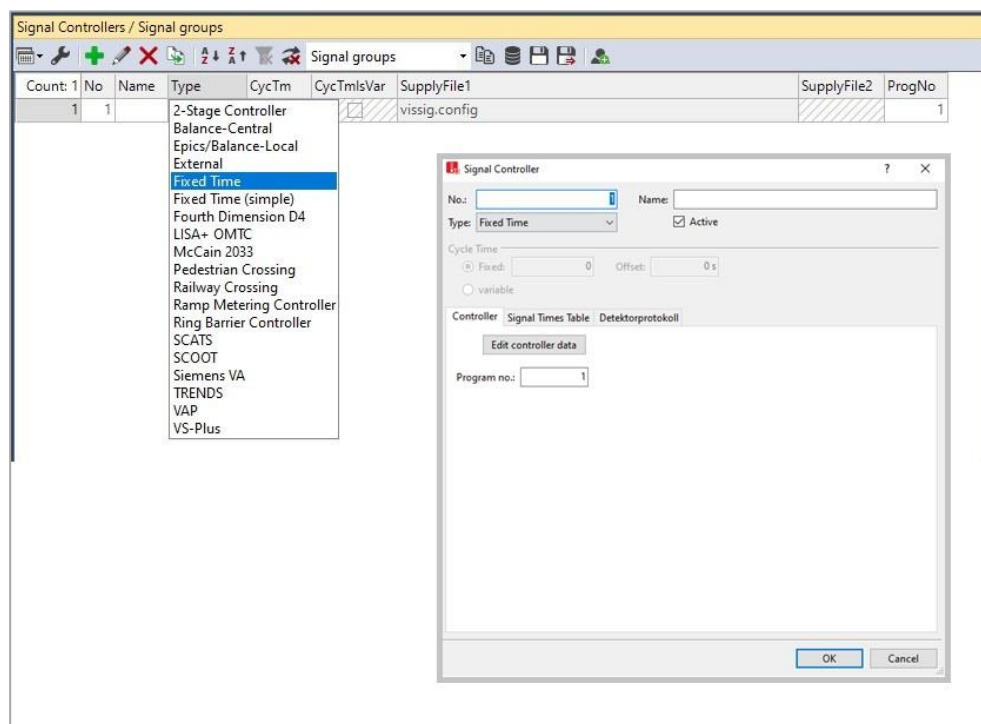 Signal Controllers / Signal groups
Signal groups
Count: 1 No Name Type CycTm CycTmIsVar SupplyFile1 SupplyFile2 ProgNo
1 1 vissig.config 1
2-Stage Controller
Balance-Central
Epics/Balance-Local
External
Fixed Time
Fixed Time (simple)
Fourth Dimension D4
LISA+ OMTC
McCain 2033
Pedestrian Crossing
Railway Crossing
Ramp Metering Controller
Ring Barrier Controller
SCATS
SCOOT
Siemens VA
TRENDS
VAP
VS-Plus
Signal Controller
No.: 1 Name:
Type: Fixed Time Active
Cycle Time
Fixed: 0 Offset: 0 s
variable
Controller Signal Times Table Detektorprotokoll
Edit controller data
Program no.: 1
OK Cancel